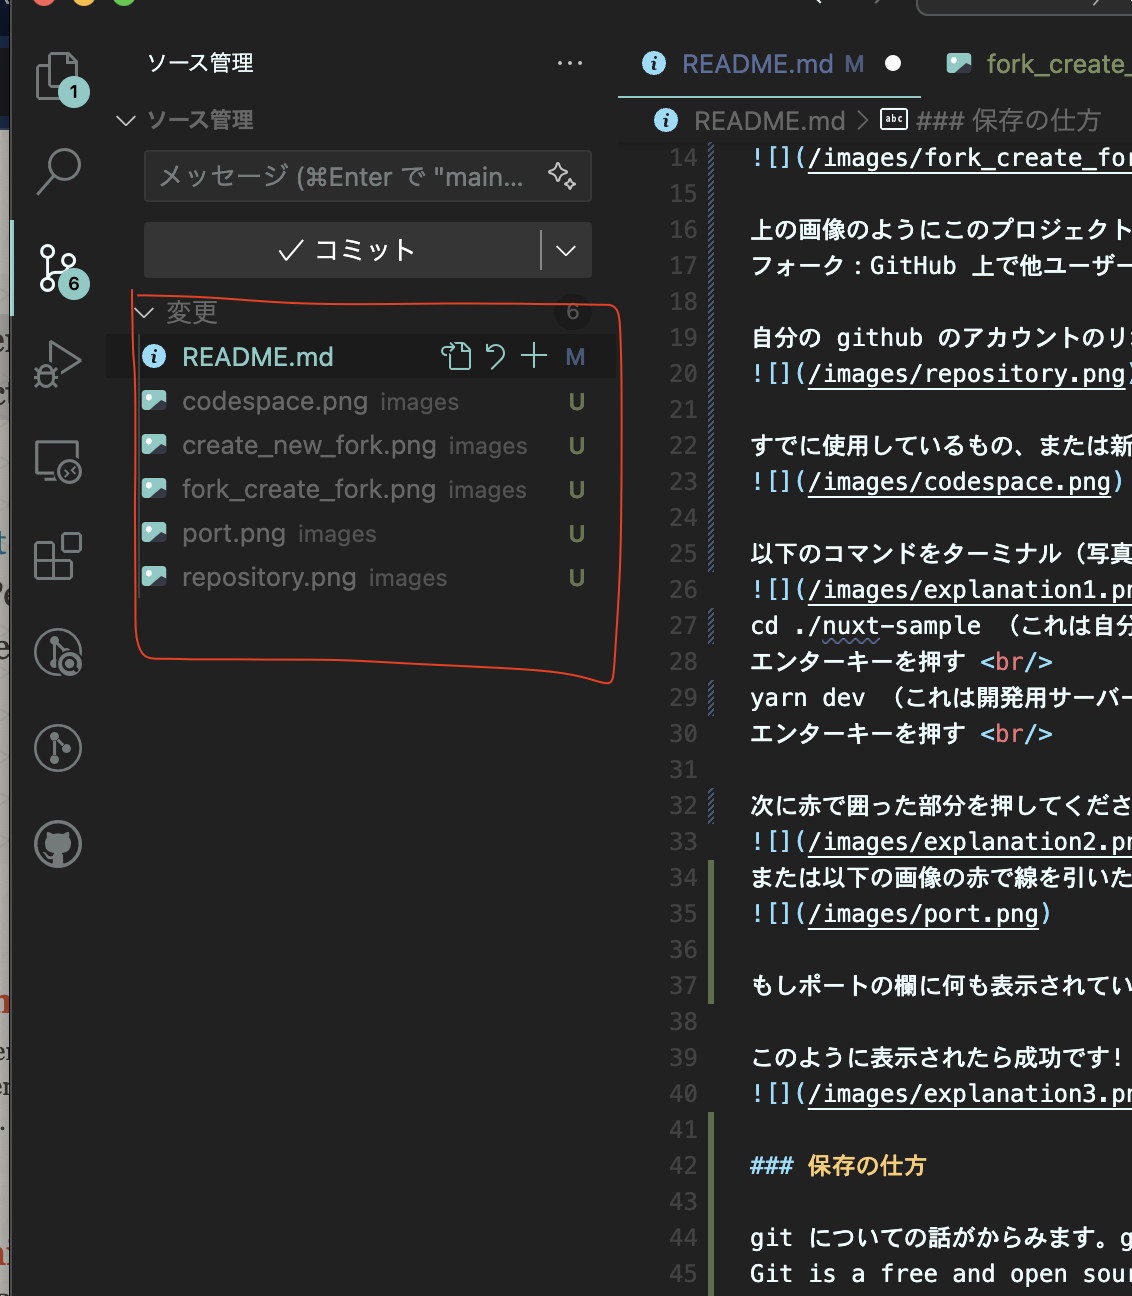 ソース管理
README.md M
fork_create_
1
ソース管理
README.md
### 保存の仕方
メッセージ (⌘Enter で "main...
コミット
6
変更 6
README.md M
codespace.png images U
create_new_fork.png images U
fork_create_fork.png images U
port.png images U
repository.png images U
14 ![](/images/fork_create_for
15
16 上の画像のようにこのプロジェクト
17 フォーク：GitHub 上で他ユーザー
18
19 自分の github のアカウントのリ
20 ![](/images/repository.png)
21
22 すでに使用しているもの、または新
23 ![](/images/codespace.png)
24
25 以下のコマンドをターミナル（写真
26 ![](/images/explanation1.pn
27 cd ./nuxt-sample （これは自分
28 エンターキーを押す <br/>
29 yarn dev （これは開発用サーバー
30 エンターキーを押す <br/>
31
32 次に赤で囲った部分を押してくださ
33 ![](/images/explanation2.pn
34 または以下の画像の赤で線を引いた
35 ![](/images/port.png)
36
37 もしポートの欄に何も表示されてい
38
39 このように表示されたら成功です！
40 ![](/images/explanation3.pn
41
42 ### 保存の仕方
43
44 git についての話がからみます。g
45 Git is a free and open sour